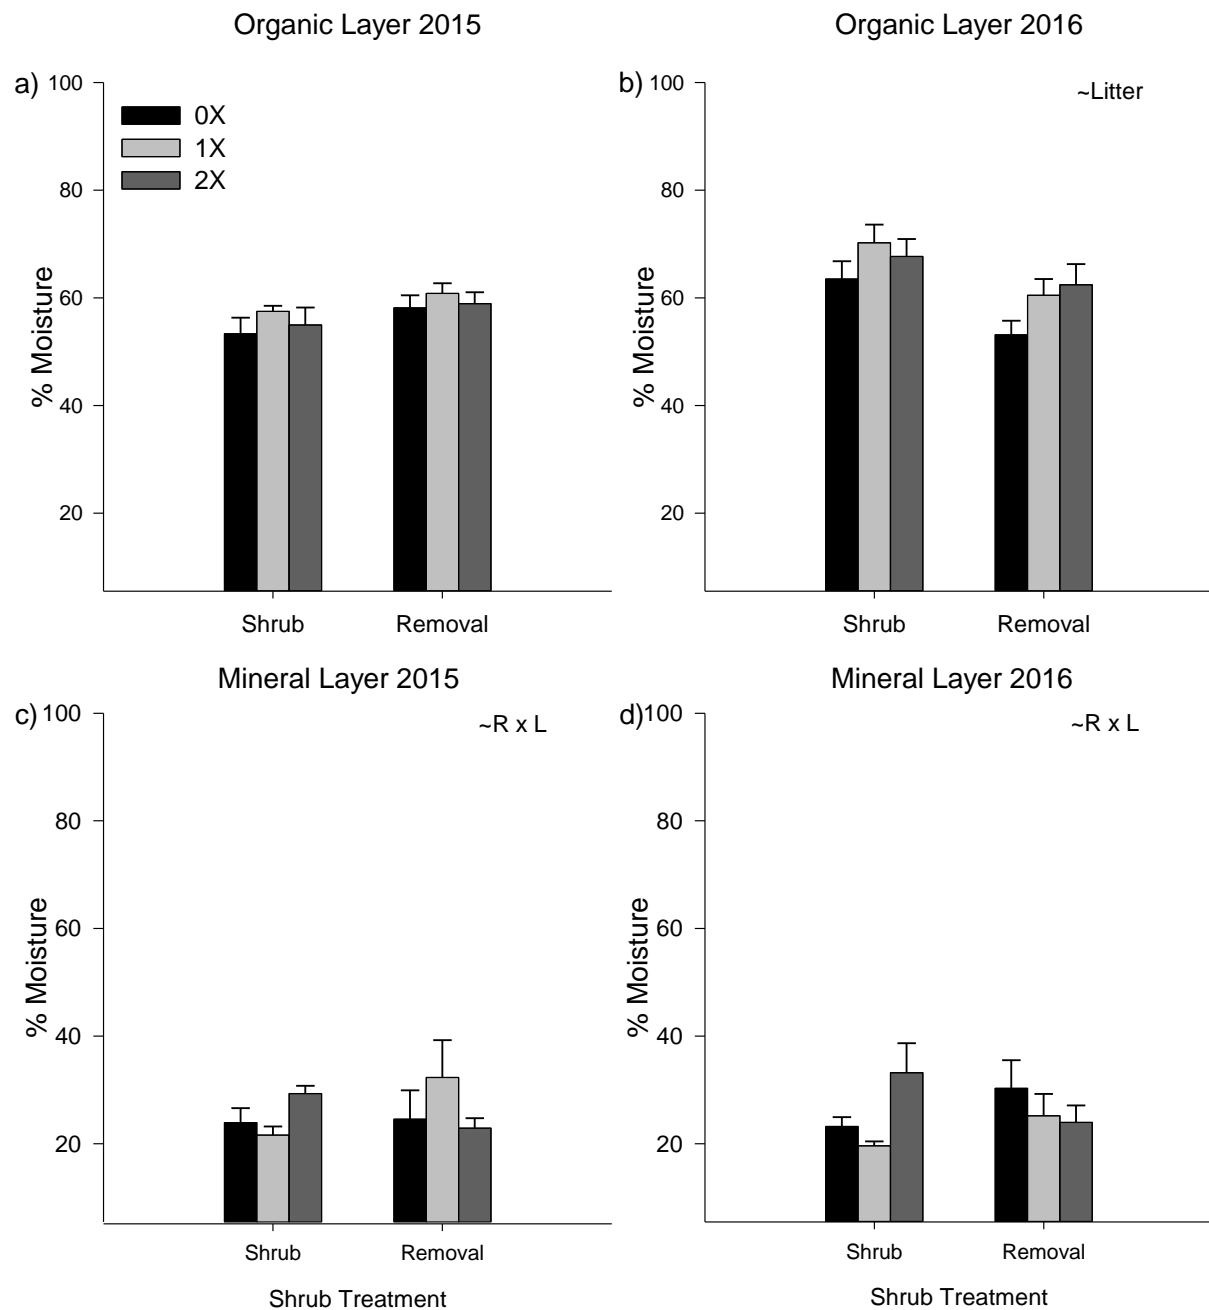 Organic Layer 2015
a)
100
80
60
40
20
% Moisture
0X
1X
2X
Shrub
Removal
Organic Layer 2016
b)
100
80
60
40
20
% Moisture
~Litter
Shrub
Removal
Mineral Layer 2015
c)
100
80
60
40
20
% Moisture
~R x L
Shrub
Removal
Shrub Treatment
Mineral Layer 2016
d)
100
80
60
40
20
% Moisture
~R x L
Shrub
Removal
Shrub Treatment